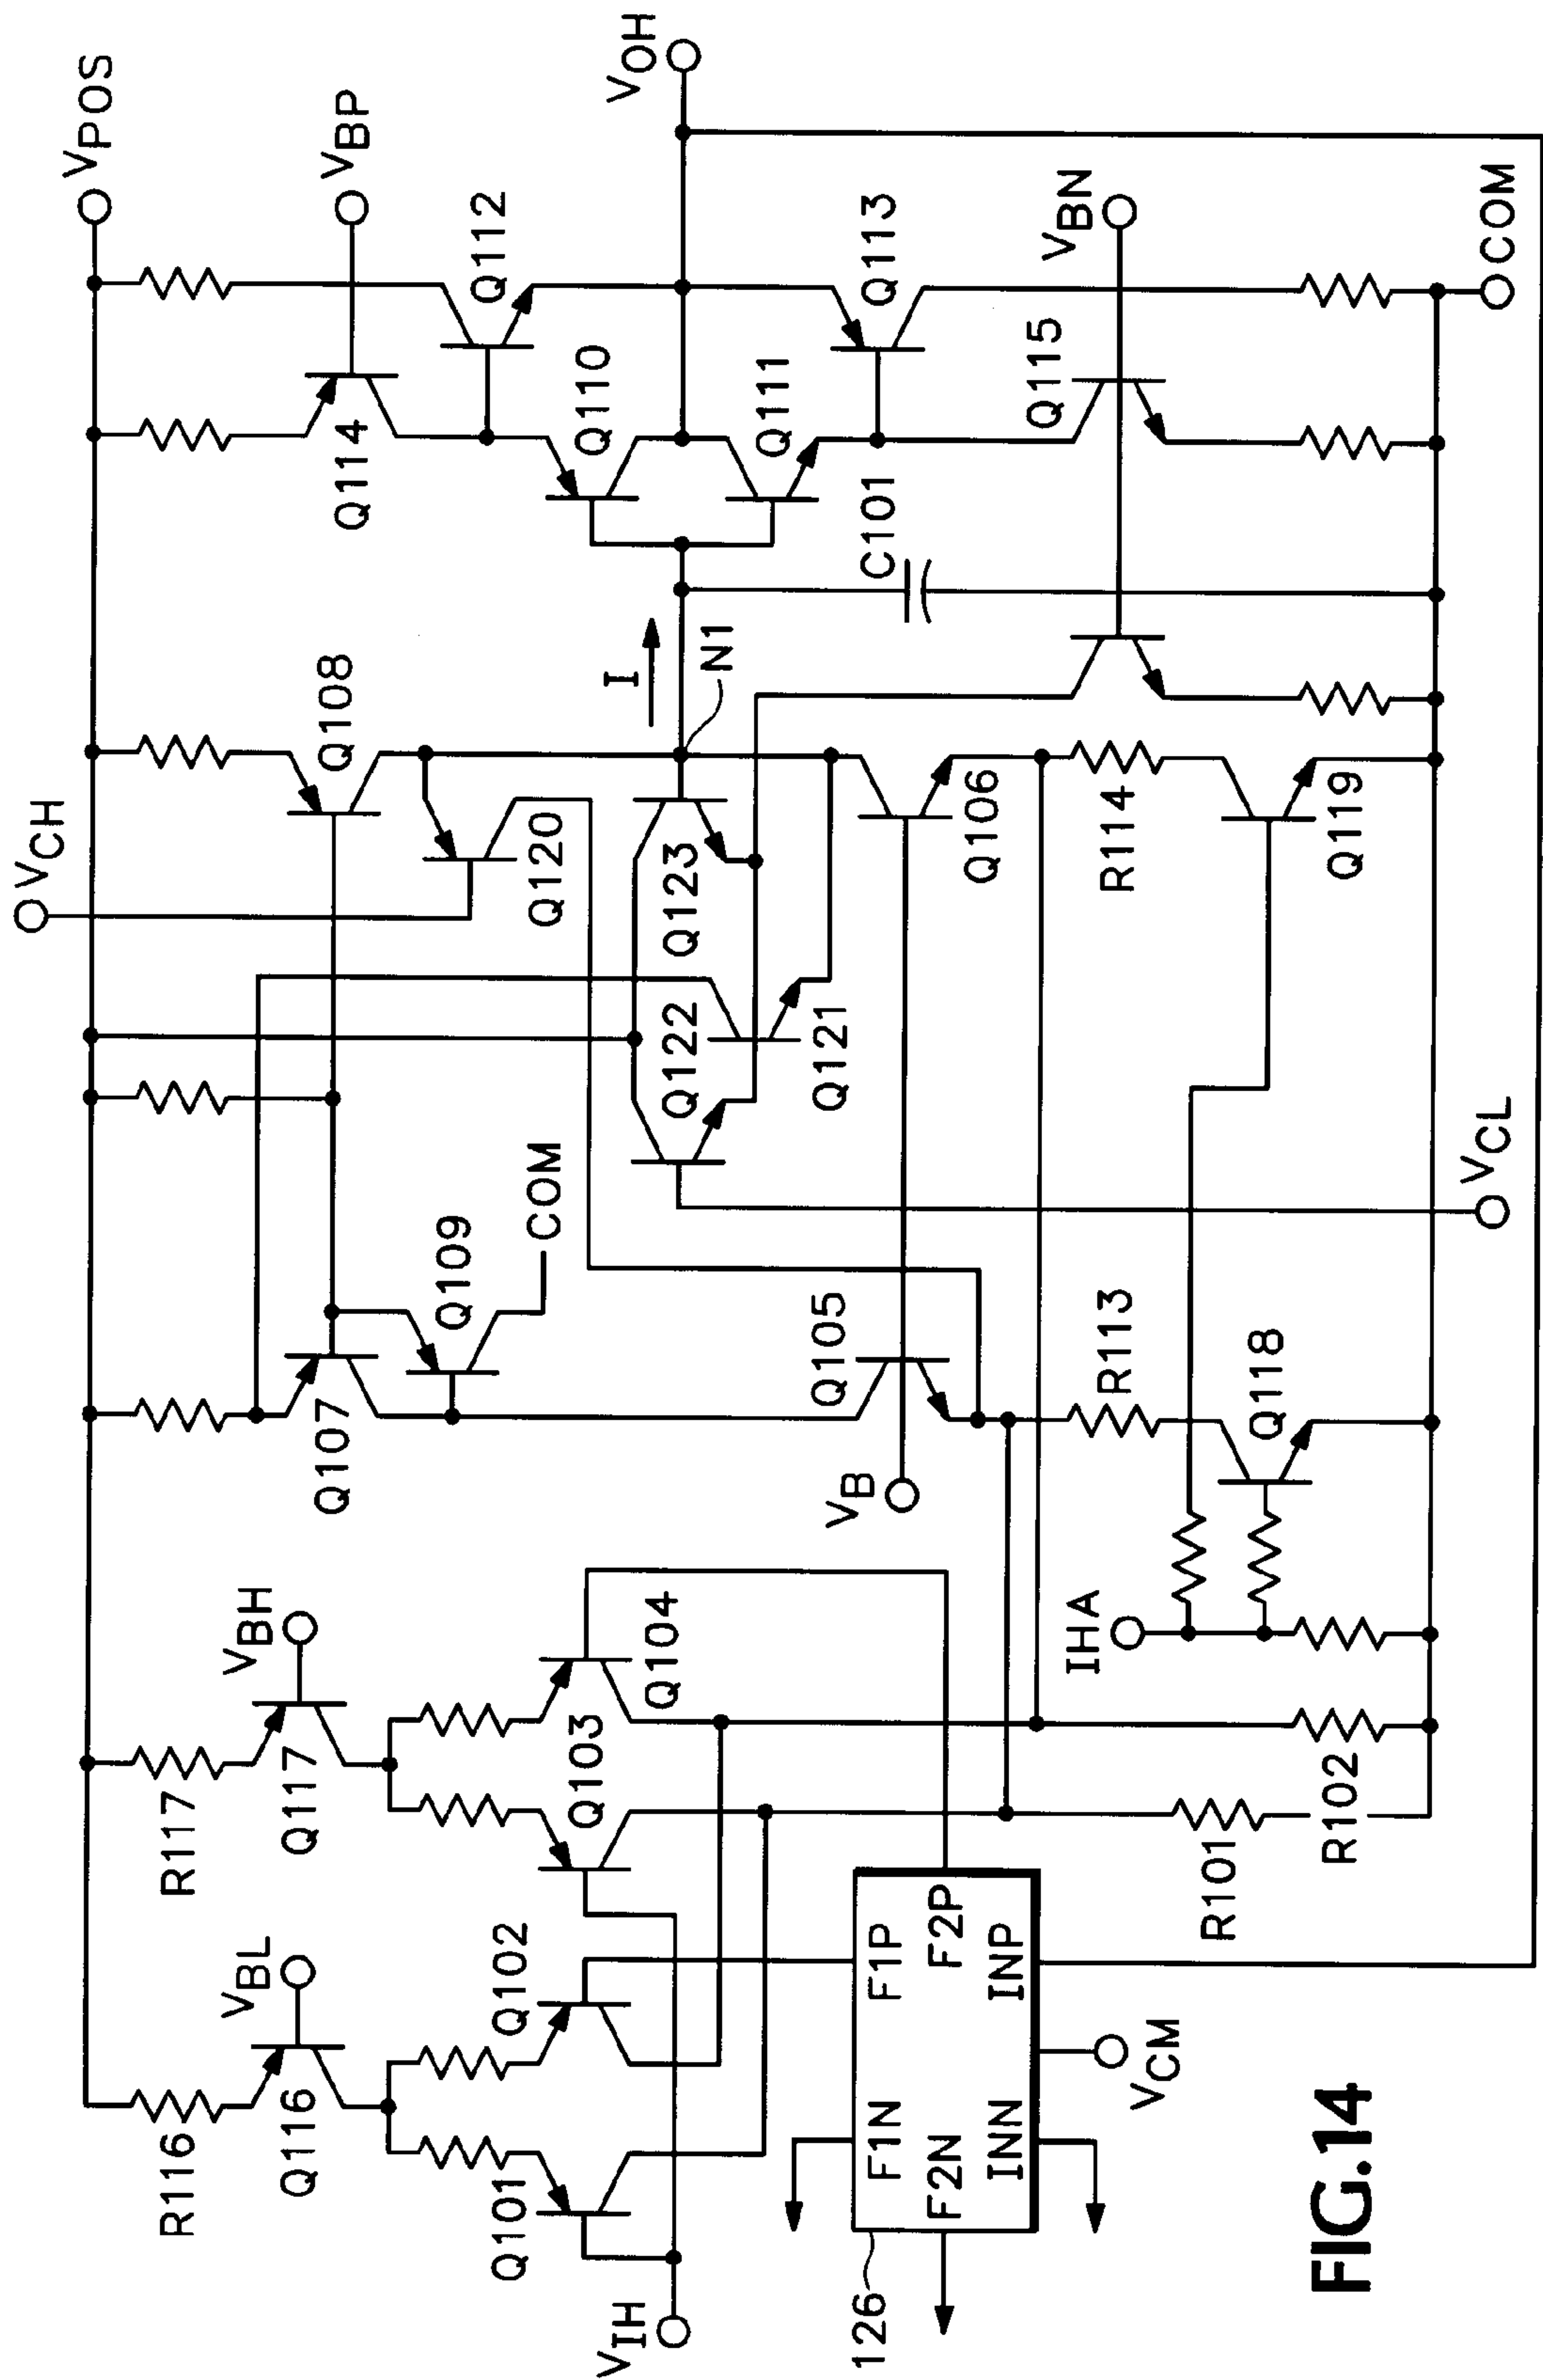 VPOS
VCH
VBP
VBH
VBL
R116
R117
Q116
Q117
Q107
Q108
Q114
Q112
Q109
Q120
Q110
COM
VOH
Q101
Q102
Q103
Q104
Q122
Q123
I
N1
Q111
Q121
Q113
C101
VIH
VB
Q105
Q106
126
F1N
F1P
F2N
F2P
INN
INP
VCM
IHA
R113
R114
Q115
VBN
R101
R102
Q118
Q119
VCL
COM
FIG.14